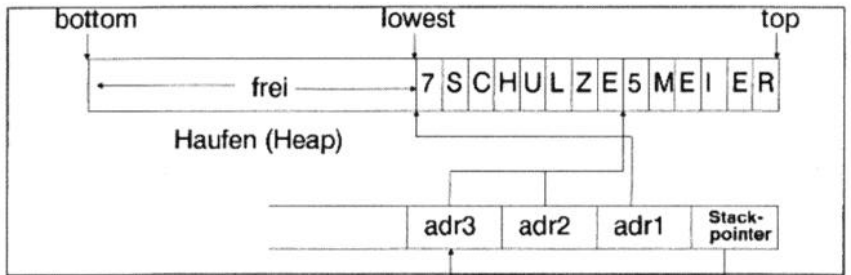 bottom lowest top
frei 7 S C H U L Z E 5 M E I E R
Haufen (Heap)
adr3 adr2 adr1 Stack-
pointer